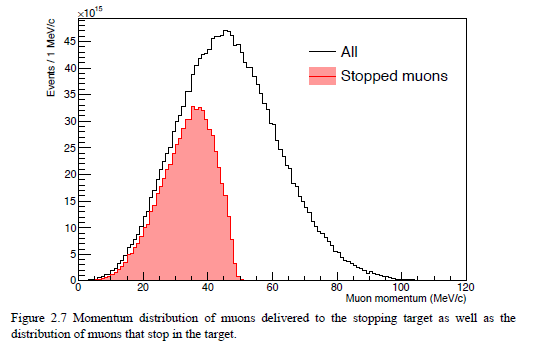 ×10¹⁵
Events / 1 MeV/c
45
40
35
30
25
20
15
10
5
0
All
Stopped muons
0 20 40 60 80 100 120
Muon momentum (MeV/c)
Figure 2.7 Momentum distribution of muons delivered to the stopping target as well as the
distribution of muons that stop in the target.